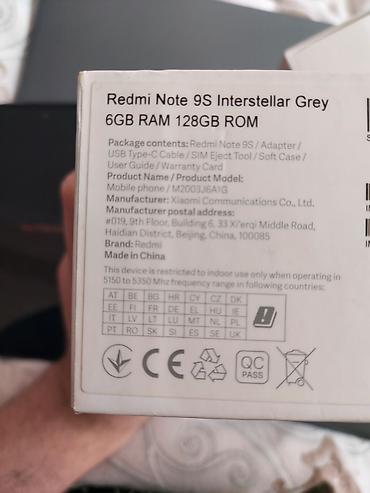 Redmi Note 9S Interstellar Grey
6GB RAM 128GB ROM
Package contents: Redmi Note 9S / Adapter /
USB Type-C Cable / SIM Eject Tool / Soft Case /
User Guide / Warranty Card
Product Name / Product Model:
Mobile phone / M2003J6A1G
Manufacturer: Xiaomi Communications Co., Ltd.
Manufacturer postal address:
#019, 9th Floor, Building 6, 33 Xi'erqi Middle Road,
Haidian District, Beijing, China, 100085
Brand: Redmi
Made in China
This device is restricted to indoor use only when operating in
5150 to 5350 Mhz frequency range in following countries:
AT BE BG HR CY CZ DK
EE FI FR DE EL HU IE
IT LV LT LU MT NL PL
PT RO SK SI ES SE UK
CE
QC
PASS